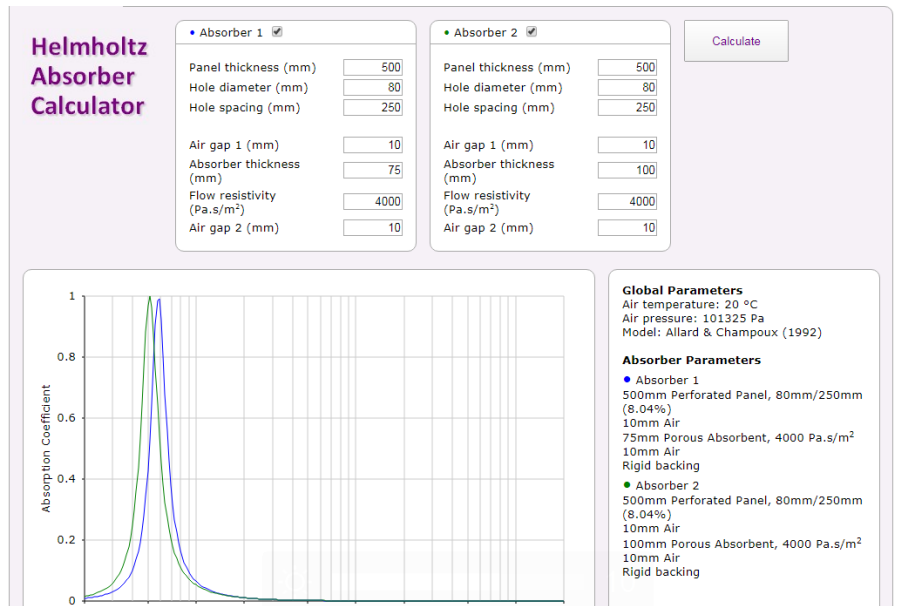 Helmholtz
Absorber
Calculator
• Absorber 1
Panel thickness (mm) 500
Hole diameter (mm) 80
Hole spacing (mm) 250
Air gap 1 (mm) 10
Absorber thickness
(mm) 75
Flow resistivity
(Pa.s/m²) 4000
Air gap 2 (mm) 10
• Absorber 2
Panel thickness (mm) 500
Hole diameter (mm) 80
Hole spacing (mm) 250
Air gap 1 (mm) 10
Absorber thickness
(mm) 100
Flow resistivity
(Pa.s/m²) 4000
Air gap 2 (mm) 10
Calculate
Absorption Coefficient
1
0.8
0.6
0.4
0.2
0
Global Parameters
Air temperature: 20 °C
Air pressure: 101325 Pa
Model: Allard & Champoux (1992)
Absorber Parameters
• Absorber 1
500mm Perforated Panel, 80mm/250mm
(8.04%)
10mm Air
75mm Porous Absorbent, 4000 Pa.s/m²
10mm Air
Rigid backing
• Absorber 2
500mm Perforated Panel, 80mm/250mm
(8.04%)
10mm Air
100mm Porous Absorbent, 4000 Pa.s/m²
10mm Air
Rigid backing